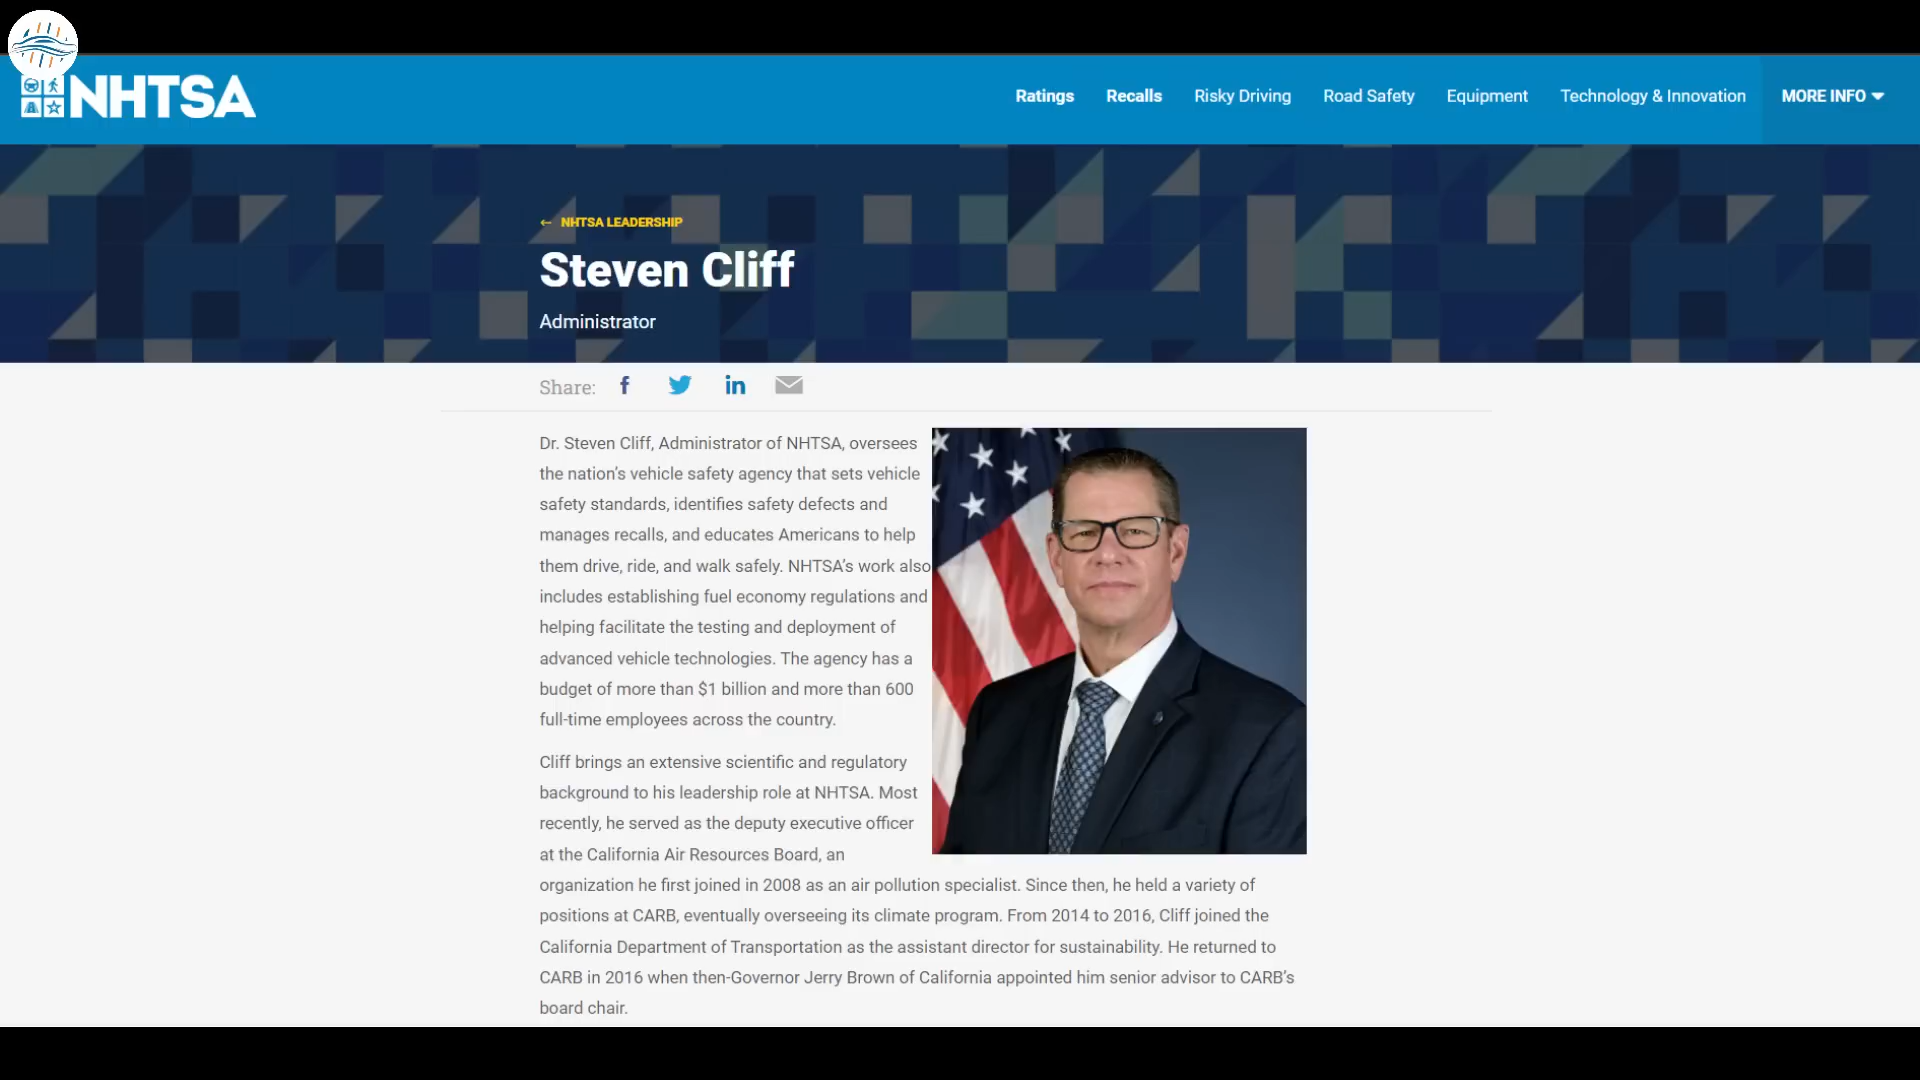 NHTSA
Ratings
Recalls
Risky Driving
Road Safety
Equipment
Technology & Innovation
MORE INFO
← NHTSA LEADERSHIP
Steven Cliff
Administrator
Share:
Dr. Steven Cliff, Administrator of NHTSA, oversees
the nation’s vehicle safety agency that sets vehicle
safety standards, identifies safety defects and
manages recalls, and educates Americans to help
them drive, ride, and walk safely. NHTSA’s work also
includes establishing fuel economy regulations and
helping facilitate the testing and deployment of
advanced vehicle technologies. The agency has a
budget of more than $1 billion and more than 600
full-time employees across the country.
Cliff brings an extensive scientific and regulatory
background to his leadership role at NHTSA. Most
recently, he served as the deputy executive officer
at the California Air Resources Board, an
organization he first joined in 2008 as an air pollution specialist. Since then, he held a variety of
positions at CARB, eventually overseeing its climate program. From 2014 to 2016, Cliff joined the
California Department of Transportation as the assistant director for sustainability. He returned to
CARB in 2016 when then-Governor Jerry Brown of California appointed him senior advisor to CARB’s
board chair.